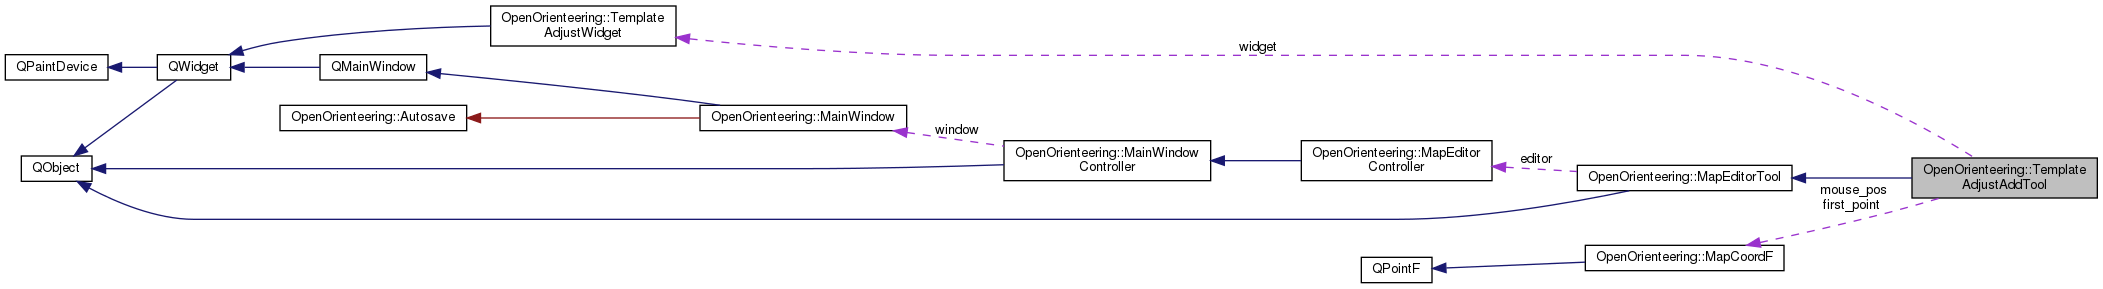 OpenOrienteering::Template
AdjustWidget
widget
QPaintDevice
QWidget
QMainWindow
OpenOrienteering::Autosave
OpenOrienteering::MainWindow
window
QObject
OpenOrienteering::MainWindow
Controller
OpenOrienteering::MapEditor
Controller
editor
OpenOrienteering::MapEditorTool
OpenOrienteering::Template
AdjustAddTool
mouse_pos
first_point
QPointF
OpenOrienteering::MapCoordF